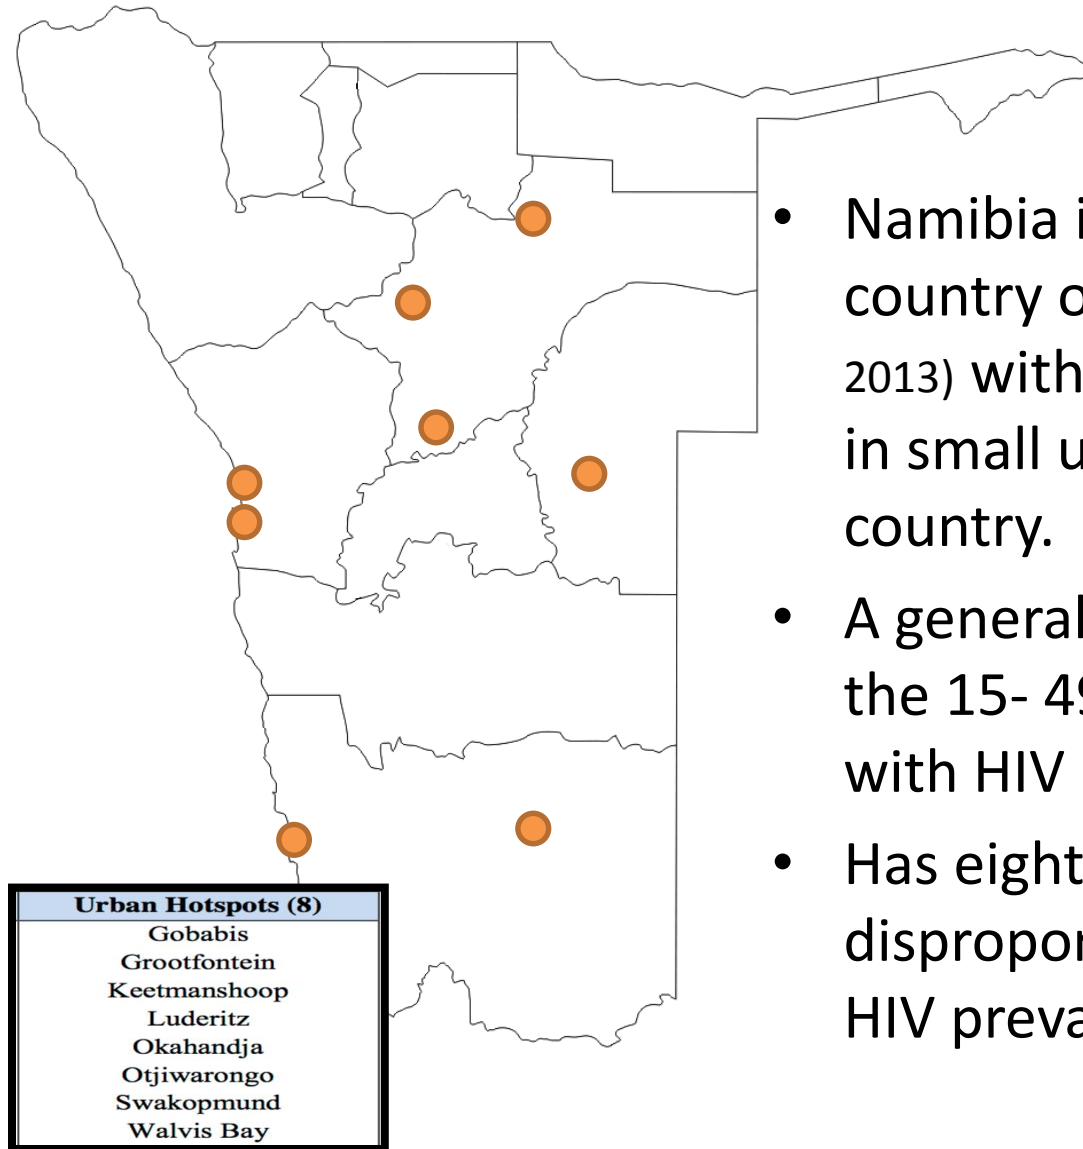 • Namibia i
country o
2013) with
in small u
country.
• A general
the 15- 49
with HIV
• Has eight
dispropor
HIV preva
Urban Hotspots (8)
Gobabis
Grootfontein
Keetmanshoop
Luderitz
Okahandja
Otjiwarongo
Swakopmund
Walvis Bay